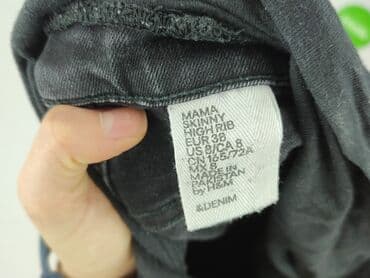 MAMA
SKINNY
HIGH RIB
EUR 38
US 8/CA 8
CN 165/72A
MX 8
MADE IN
PAKISTAN
by H&M
&DENIM